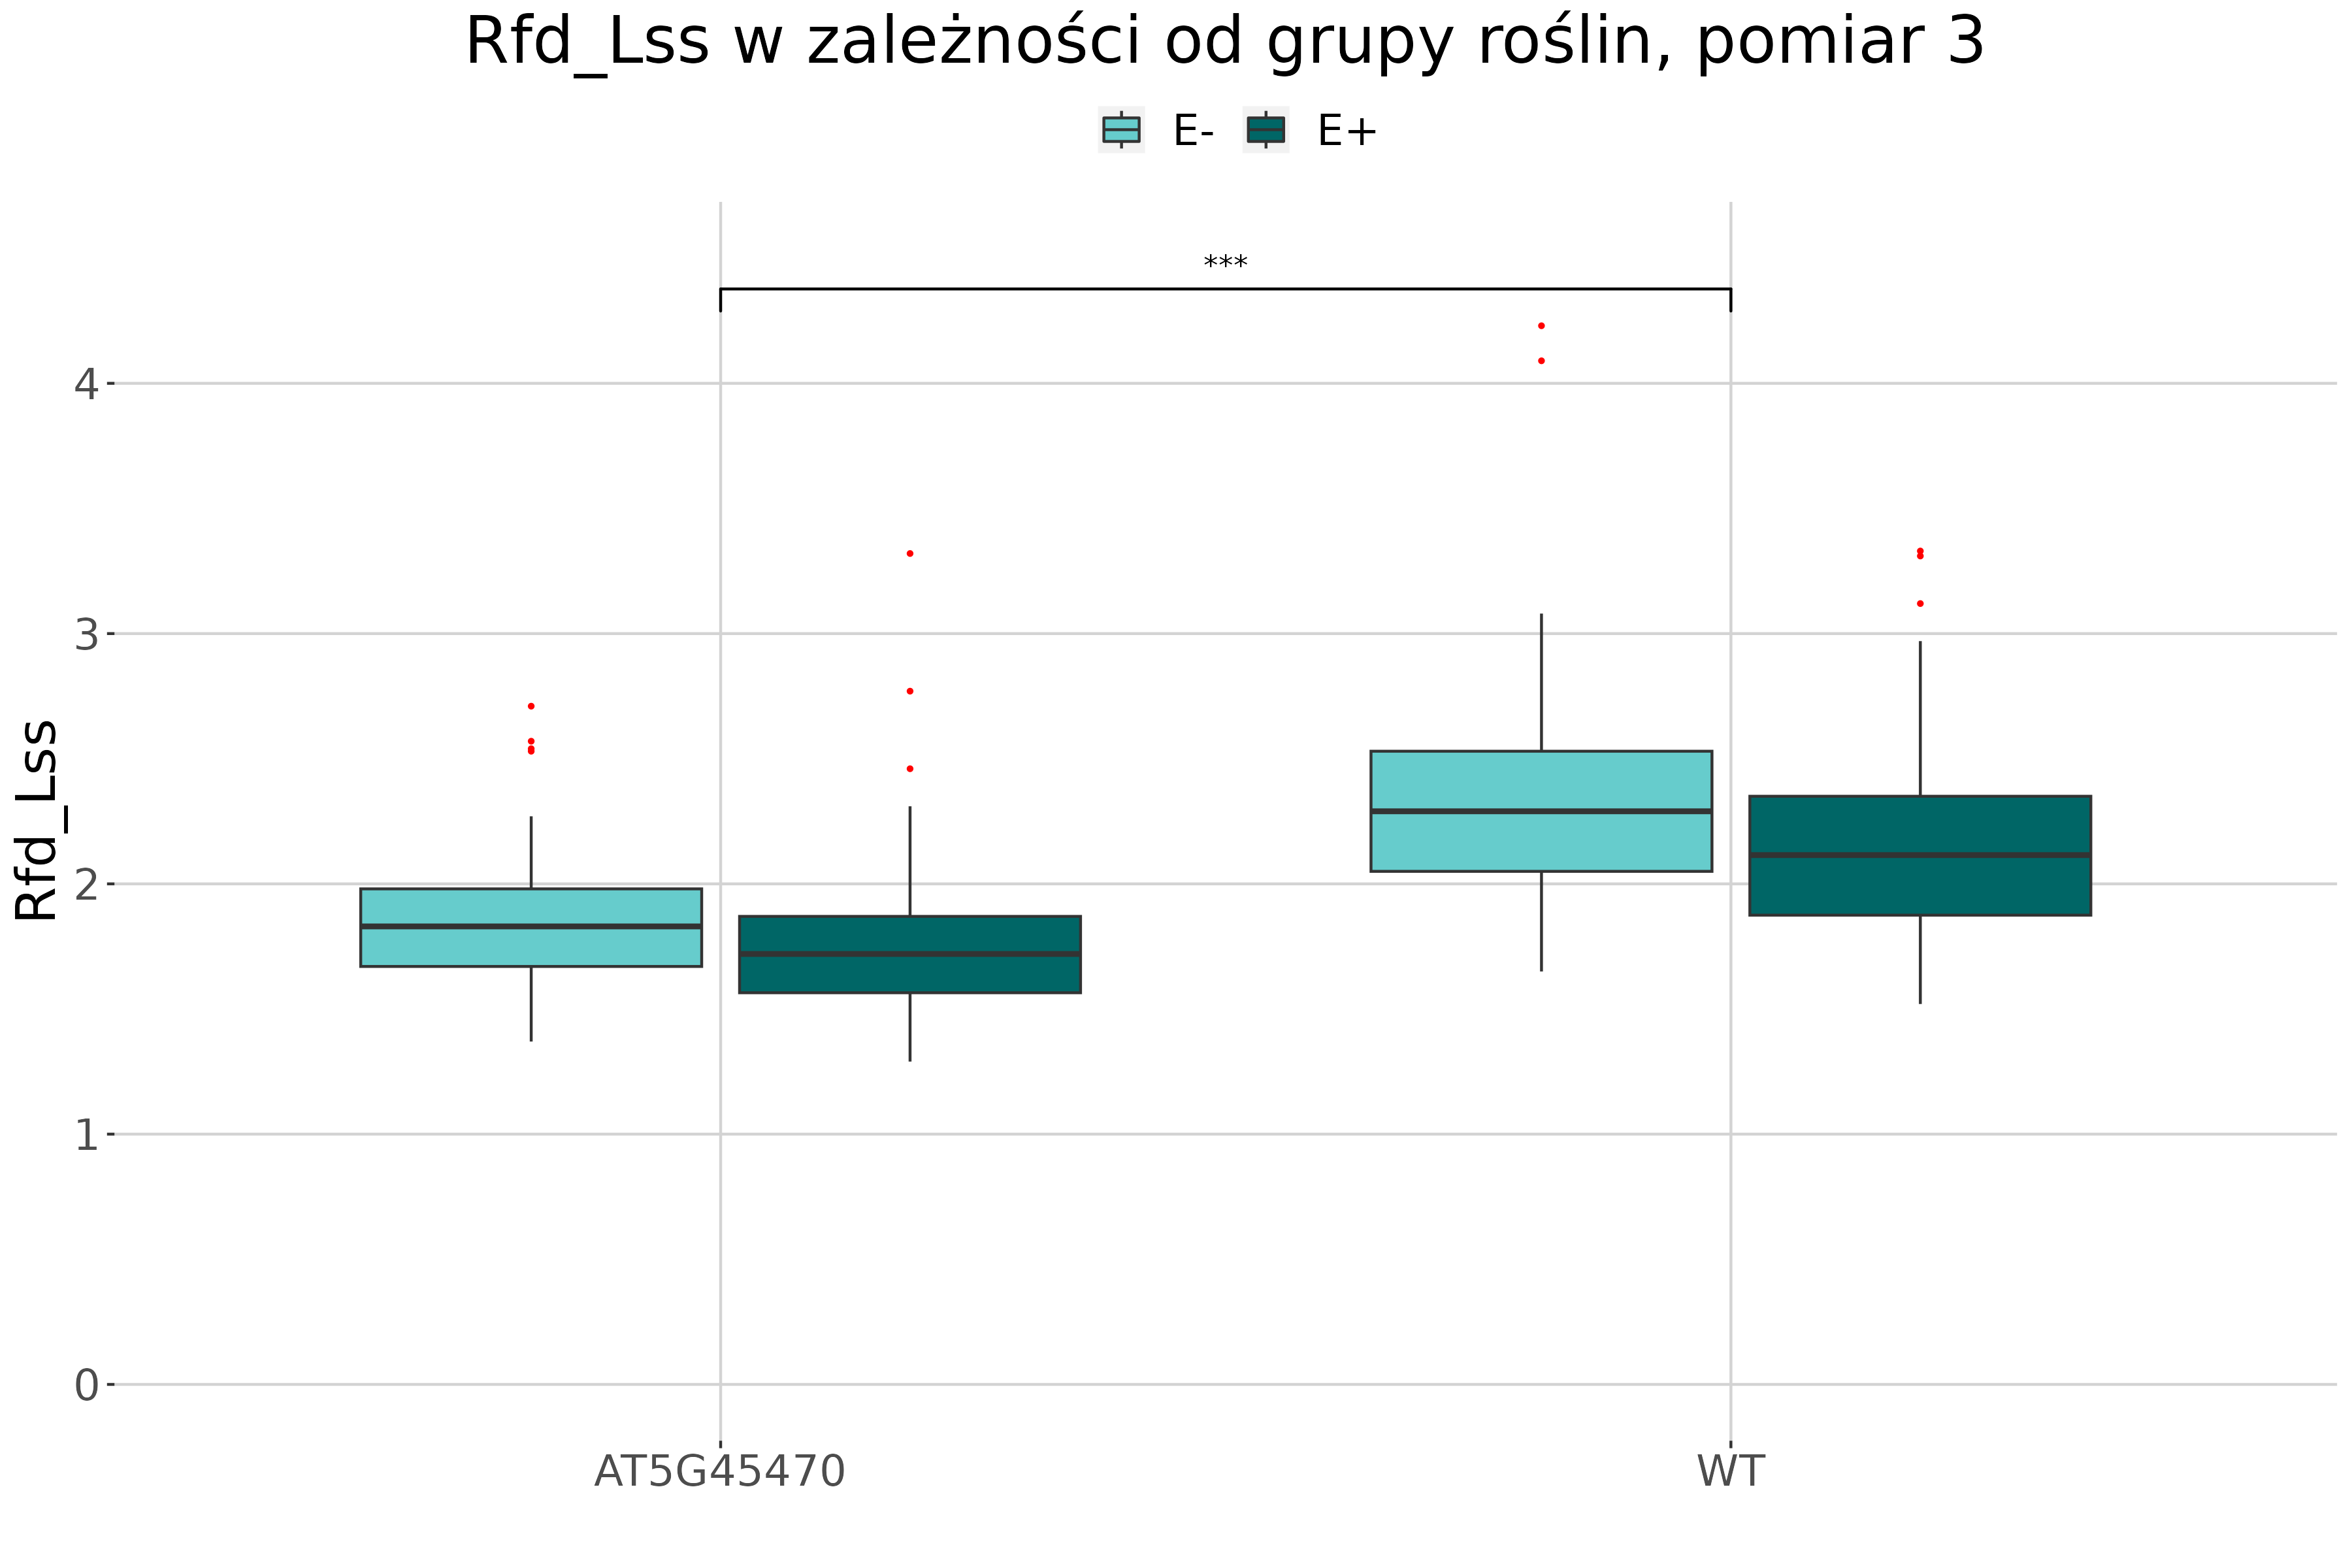 Rfd_Lss w zależności od grupy roślin, pomiar 3
E- E+
***
4
3
2
1
0
Rfd_Lss
AT5G45470 WT